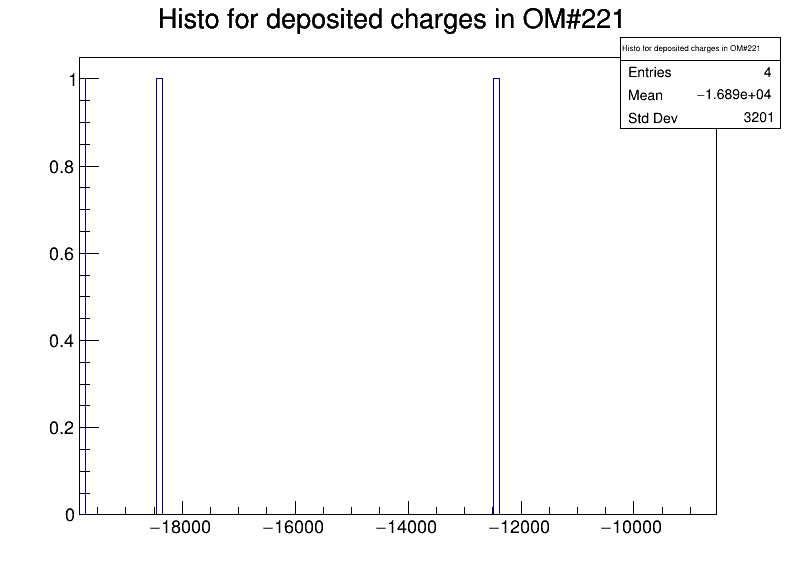 Histo for deposited charges in OM#221
Histo for deposited charges in OM#221
Entries 4
Mean −1.689e+04
Std Dev 3201
1
0.8
0.6
0.4
0.2
0
−18000 −16000 −14000 −12000 −10000